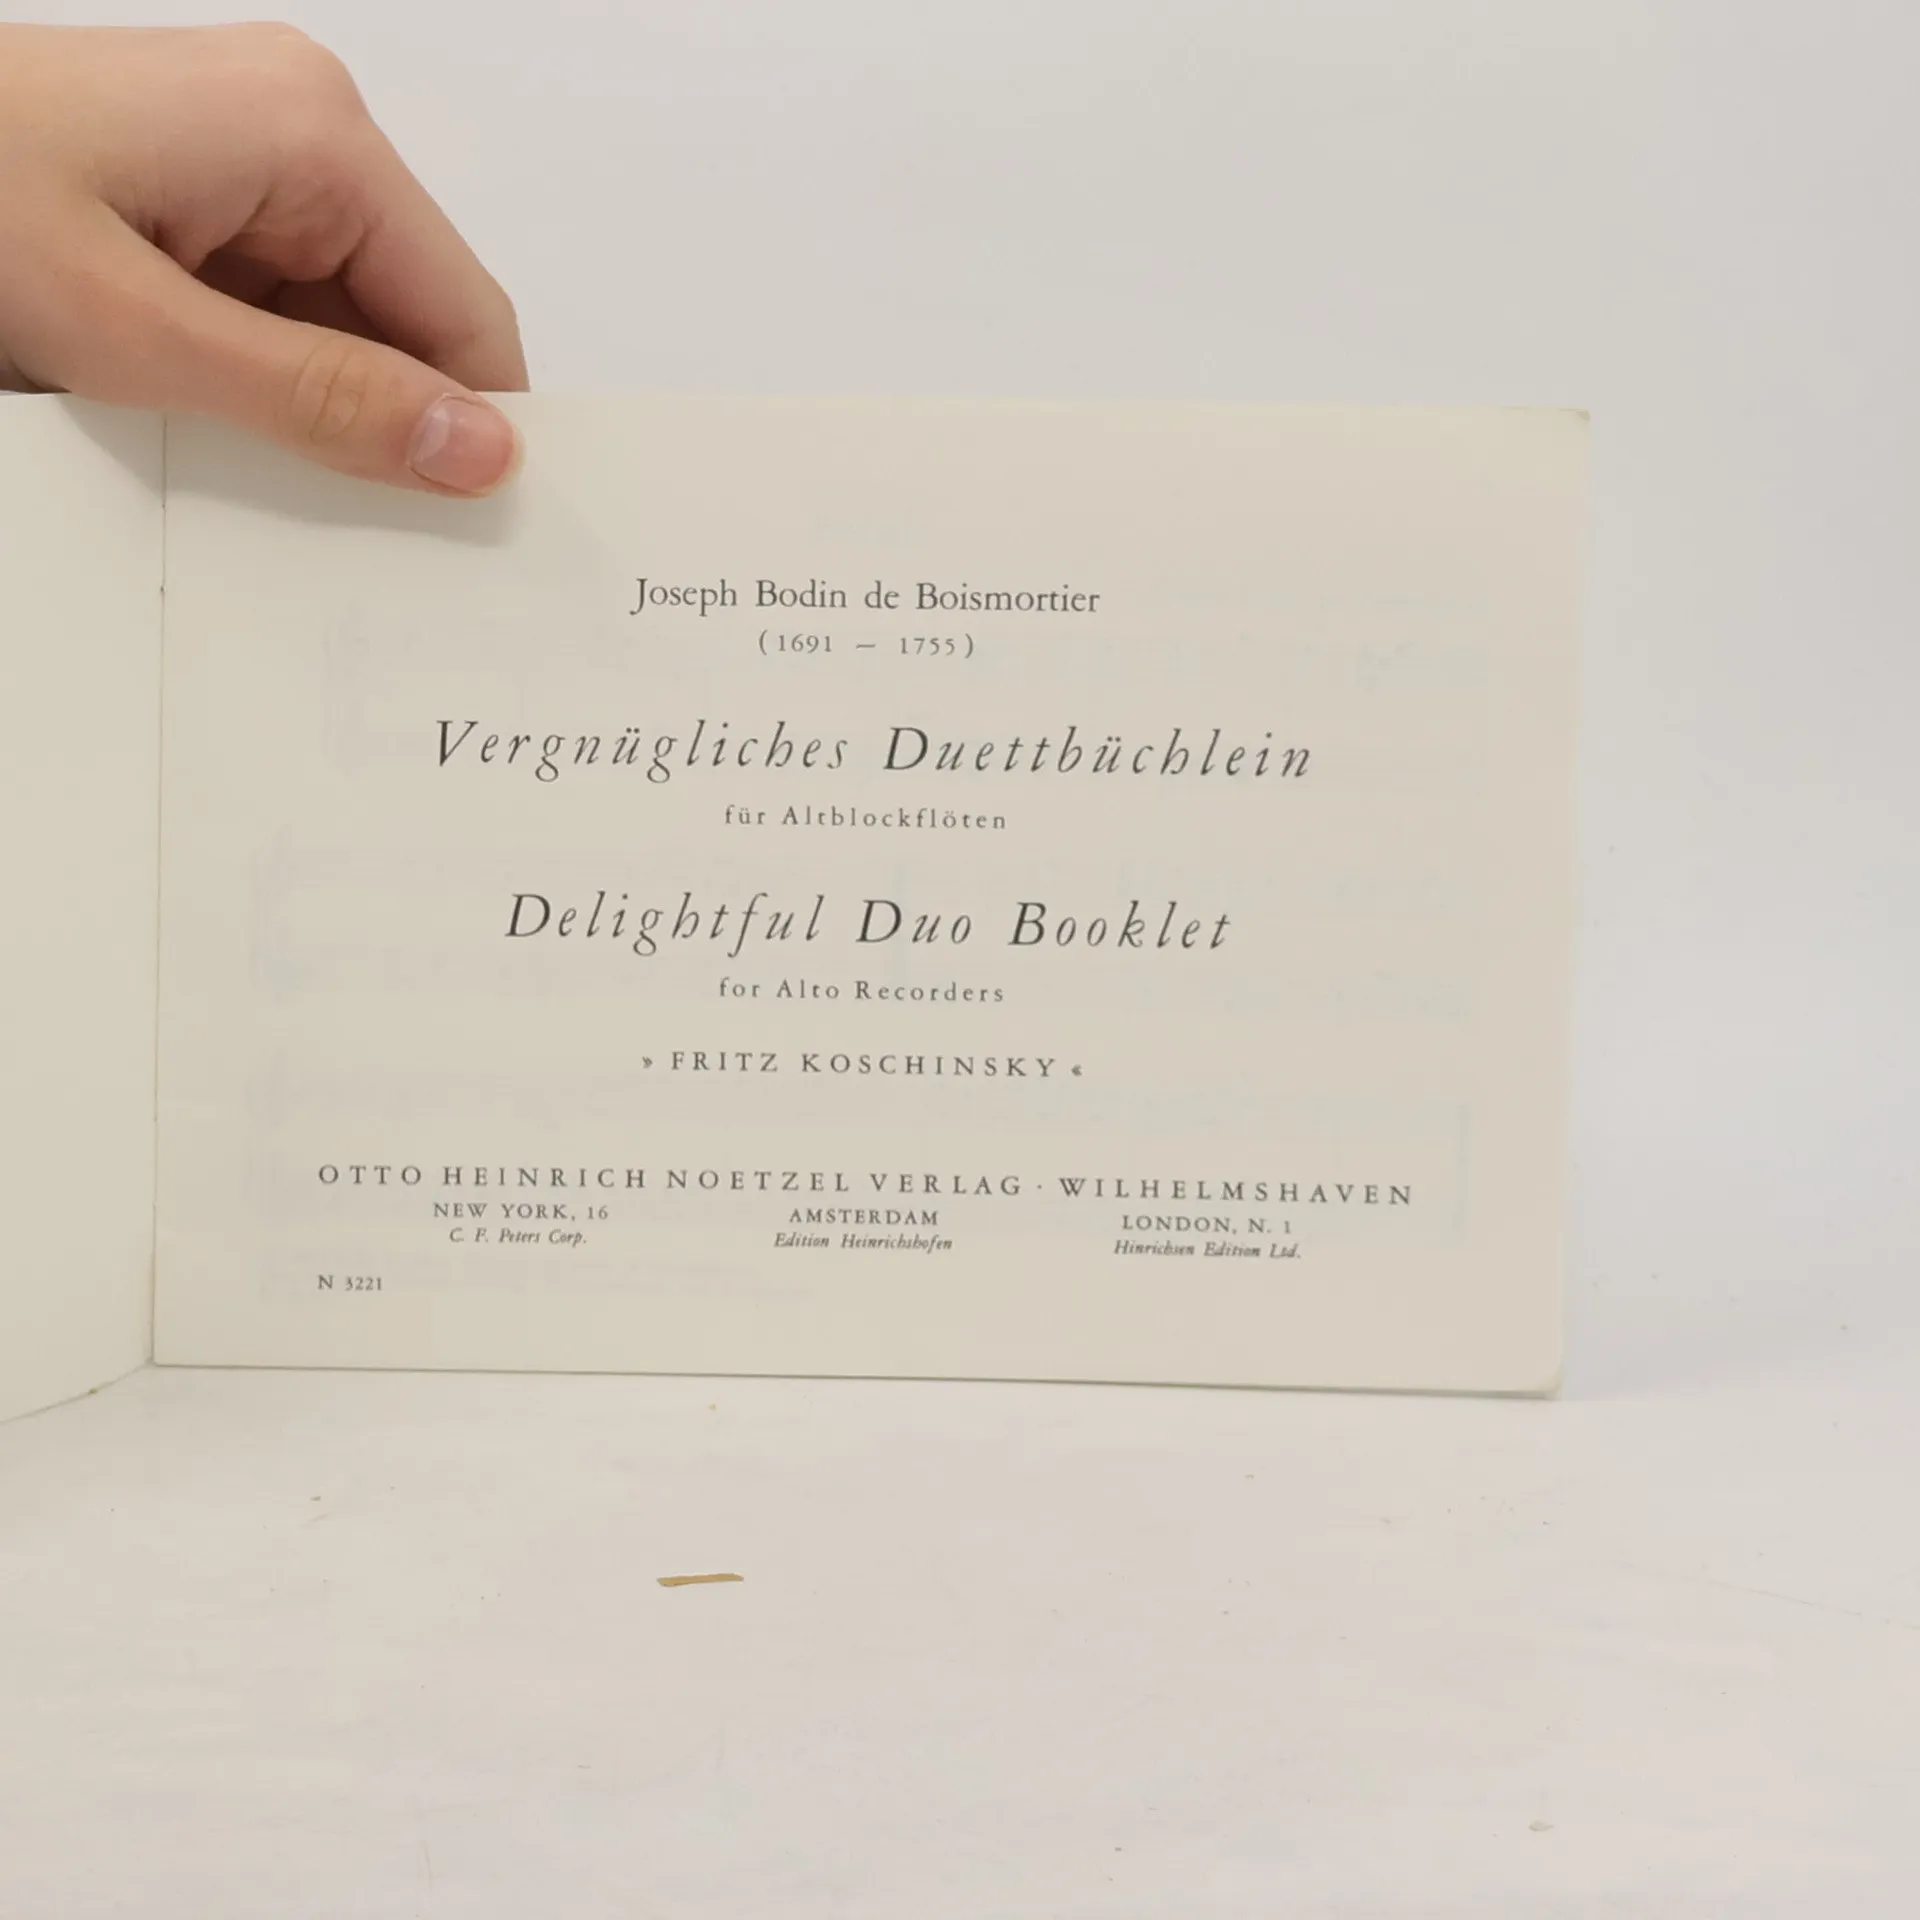 Joseph Bodin de Boismortier
(1691 — 1755)
Vergnügliches Duettbüchlein
für Altblockflöten
Delightful Duo Booklet
for Alto Recorders
» FRITZ KOSCHINSKY «
OTTO HEINRICH NOETZEL VERLAG · WILHELMSHAVEN
NEW YORK, 16 AMSTERDAM LONDON, N. 1
C. F. Peters Corp. Edition Heinrichshofen Hinrichsen Edition Ltd.
N 3221